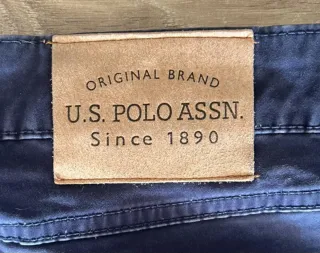 ORIGINAL BRAND
U.S. POLO ASSN.
Since 1890